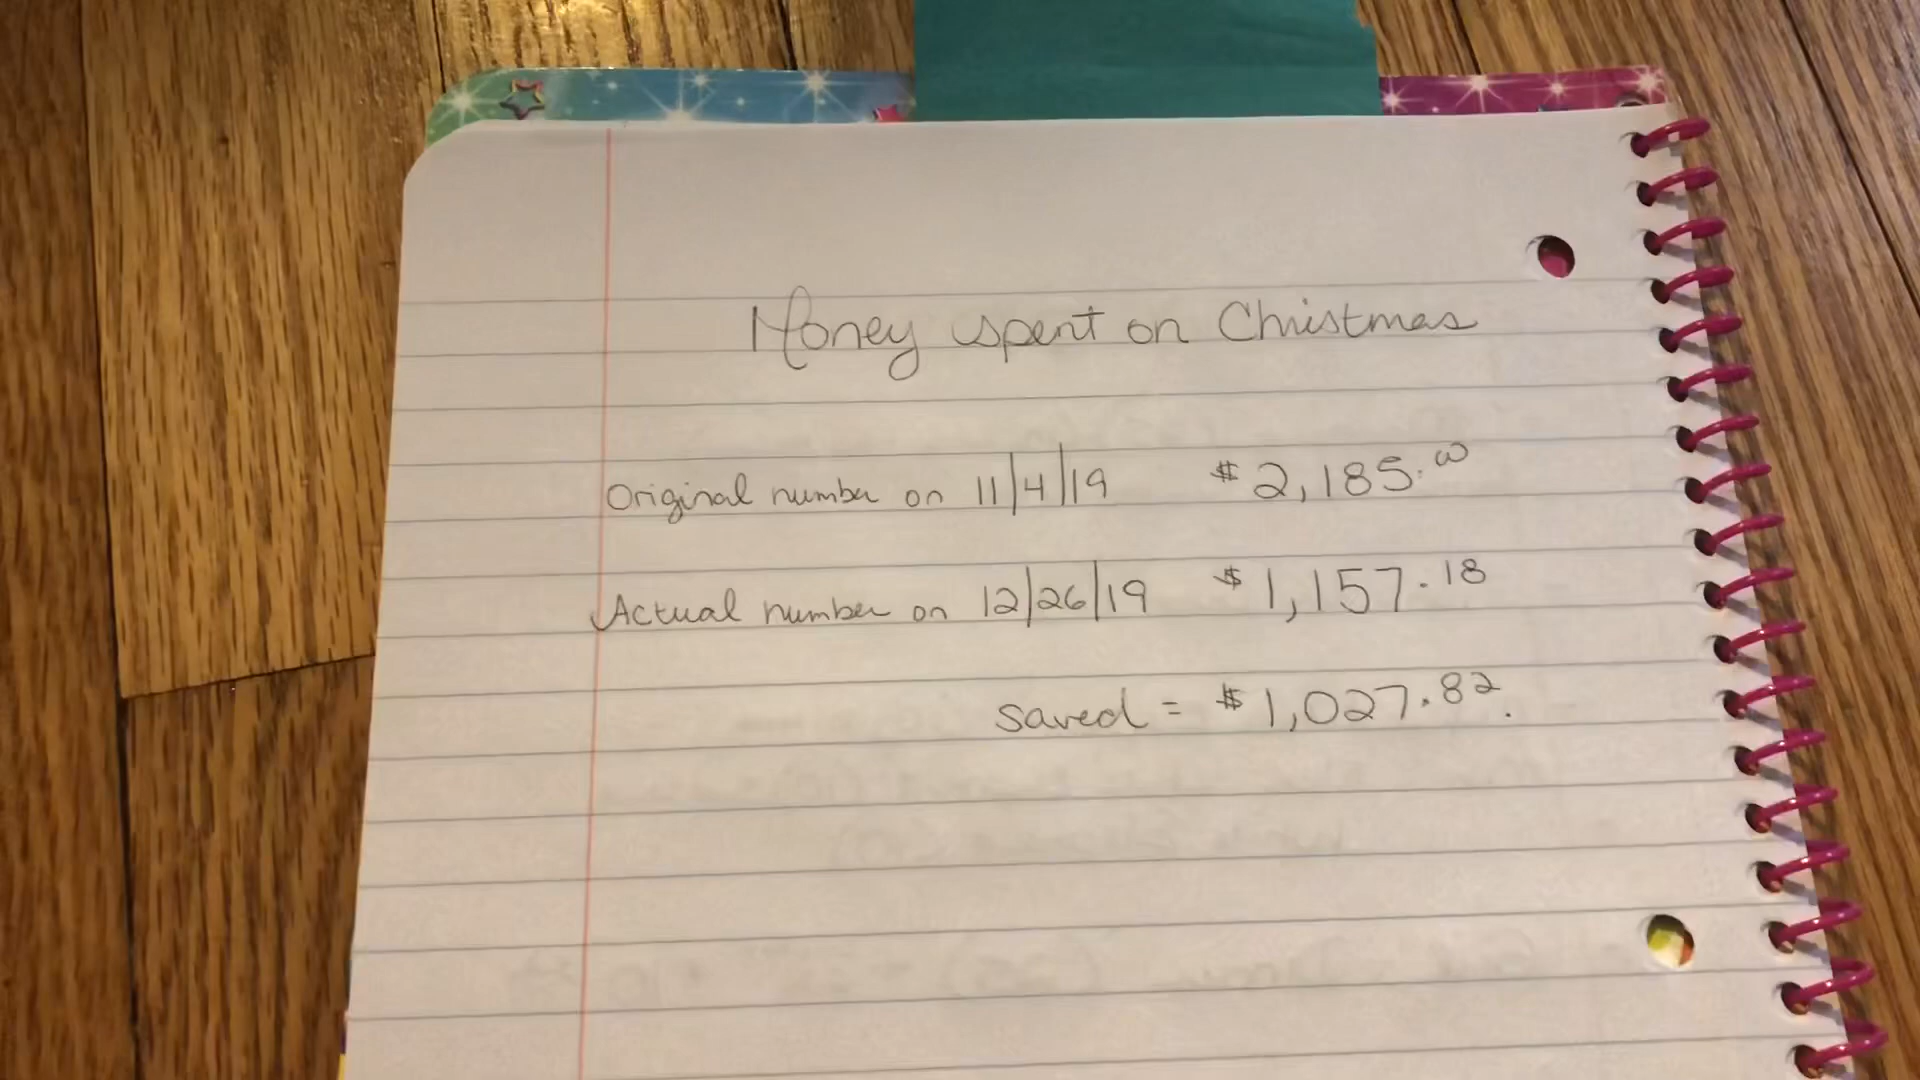 Money spent on Christmas
Original number on 11/4/19 $2,185.00
Actual number on 12/26/19 $1,157.18
saved = $1,027.82.